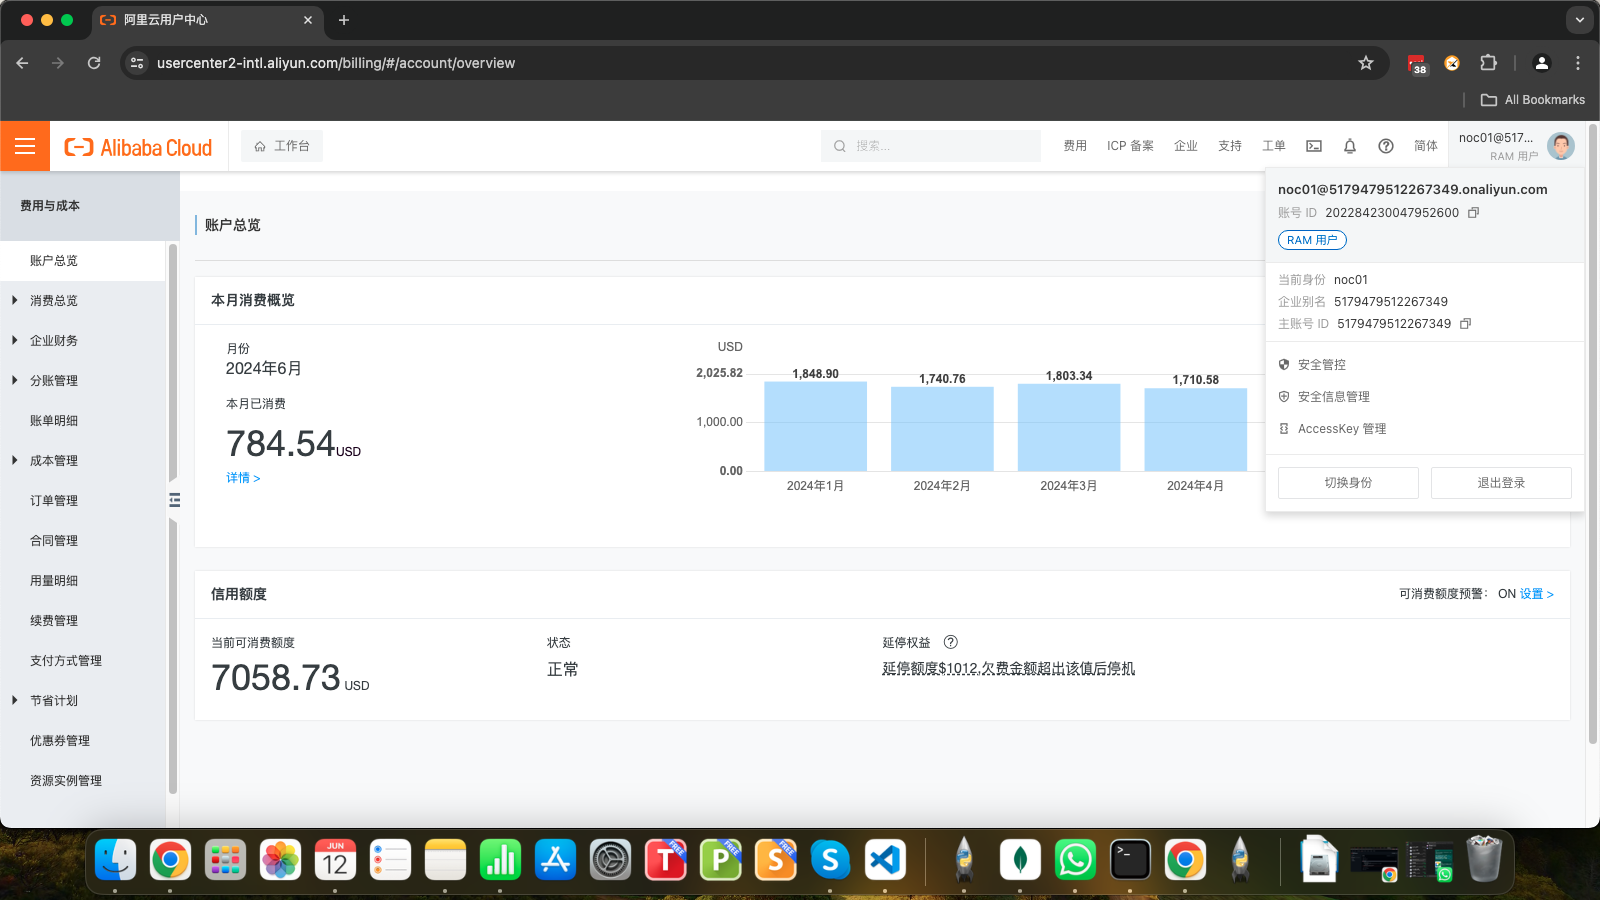 阿里云用户中心
usercenter2-intl.aliyun.com/billing/#/account/overview
38
All Bookmarks
Alibaba Cloud
工作台
搜索...
费用
ICP 备案
企业
支持
工单
简体
noc01@517...
RAM 用户
noc01@5179479512267349.onaliyun.com
账号 ID 202284230047952600
RAM 用户
当前身份 noc01
企业别名 5179479512267349
主账号 ID 5179479512267349
安全管控
安全信息管理
AccessKey 管理
切换身份
退出登录
费用与成本
账户总览
消费总览
企业财务
分账管理
账单明细
成本管理
订单管理
合同管理
用量明细
续费管理
支付方式管理
节省计划
优惠券管理
资源实例管理
账户总览
本月消费概览
月份
2024年6月
本月已消费
784.54 USD
详情 >
USD
2,025.82
1,000.00
0.00
1,848.90
1,740.76
1,803.34
1,710.58
2024年1月
2024年2月
2024年3月
2024年4月
信用额度
可消费额度预警： ON 设置 >
当前可消费额度
7058.73 USD
状态
正常
延停权益
延停额度$1012,欠费金额超出该值后停机
JUN
12
T
FREE
P
FREE
S
FREE
S